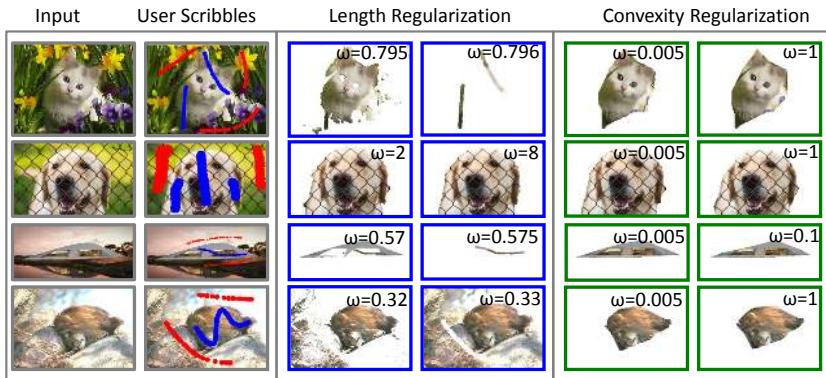 Input User Scribbles Length Regularization Convexity Regularization
ω=0.795 ω=0.796 ω=0.005 ω=1
ω=2 ω=8 ω=0.005 ω=1
ω=0.57 ω=0.575 ω=0.005 ω=0.1
ω=0.32 ω=0.33 ω=0.005 ω=1